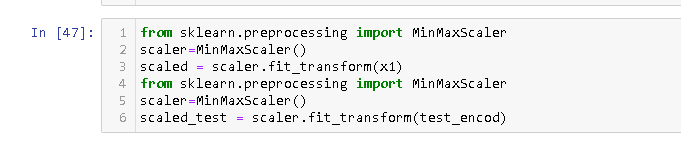 In [47]:
1 from sklearn.preprocessing import MinMaxScaler
2 scaler=MinMaxScaler()
3 scaled = scaler.fit_transform(x1)
4 from sklearn.preprocessing import MinMaxScaler
5 scaler=MinMaxScaler()
6 scaled_test = scaler.fit_transform(test_encod)